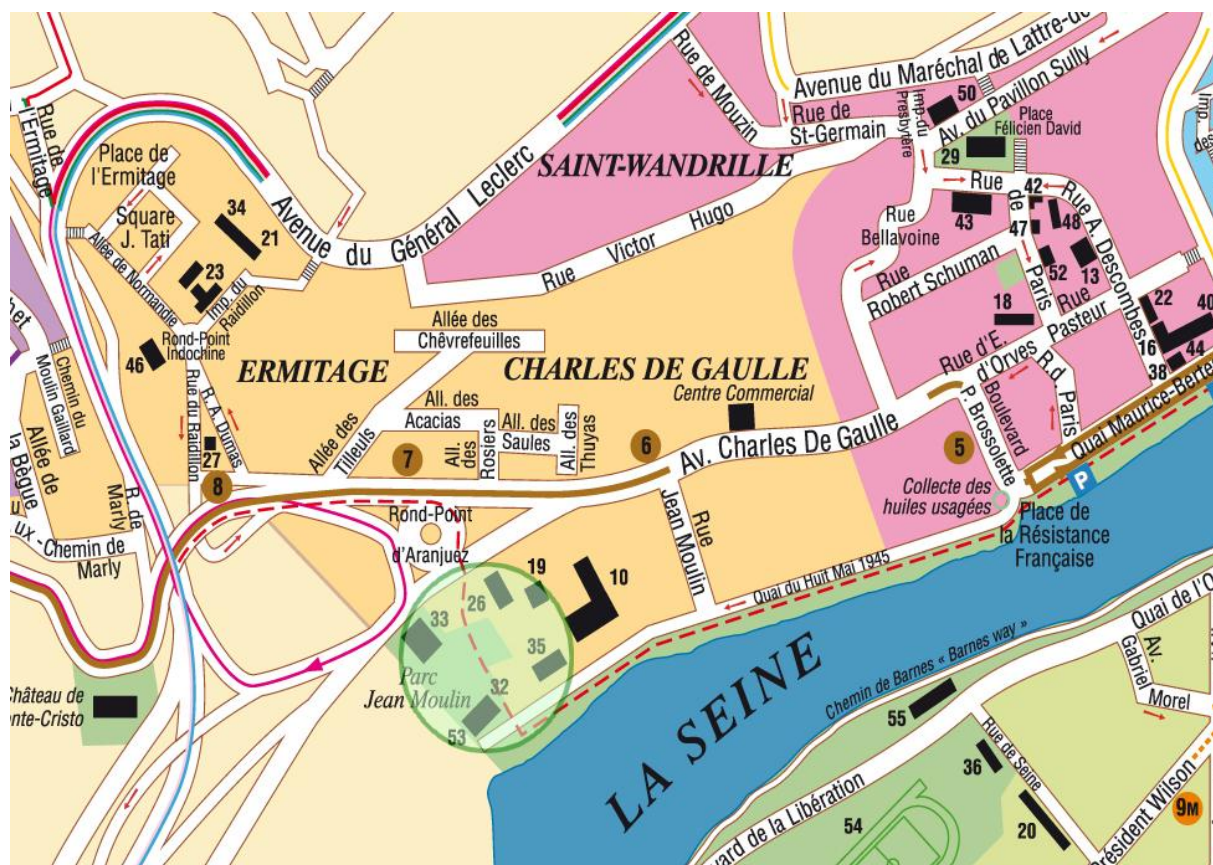 Rue de Mouzin
Avenue du Maréchal de Lattre-de
Av. du Pavillon Sully
50
Rue de
St-Germain
Imp. du
Presbytère
Place
Félicien David
29
Imp.
des
Rue de
l'Ermitage
Place de
l'Ermitage
Square
J. Tati
34
21
Avenue du Général Leclerc
SAINT-WANDRILLE
Rue Victor Hugo
Rue
Bellavoine
43
Rue de Paris
42
47
48
Rue A. Descombes
52
13
Rue Robert Schuman
18
Rue Pasteur
Rue d'E.
d'Orves
22
40
16
44
38
Allée de Normandie
23
Imp. du
Raidillon
Rond-Point
Indochine
46
ERMITAGE
Allée des
Chêvrefeuilles
CHARLES DE GAULLE
Centre Commercial
Chemin du
Moulin Gaillard
Allée de
la Bègue
Rue du Raidillon
R. A. Dumas
27
8
Allée des
Tilleuls
All. des
Acacias
7
All. des
Rosiers
All. des
Saules
All. des
Thuyas
6
Av. Charles De Gaulle
5
Boulevard
P. Brossolette
R.d. Paris
Quai Maurice-Berte
P
R. de
Marly
ux - Chemin de
Marly
Rond-Point
d'Aranjuez
Rue
Jean Moulin
Collecte des
huiles usagées
Place de
la Résistance
Française
Quai du Huit Mai 1945
19
10
26
33
35
Parc
Jean Moulin
32
53
Château de
onte-Cristo
LA SEINE
Chemin de Barnes « Barnes way »
Quai de l'O
Av.
Gabriel
Morel
55
Rue de Seine
36
20
54
vard de la Libération
Président Wilson
9M